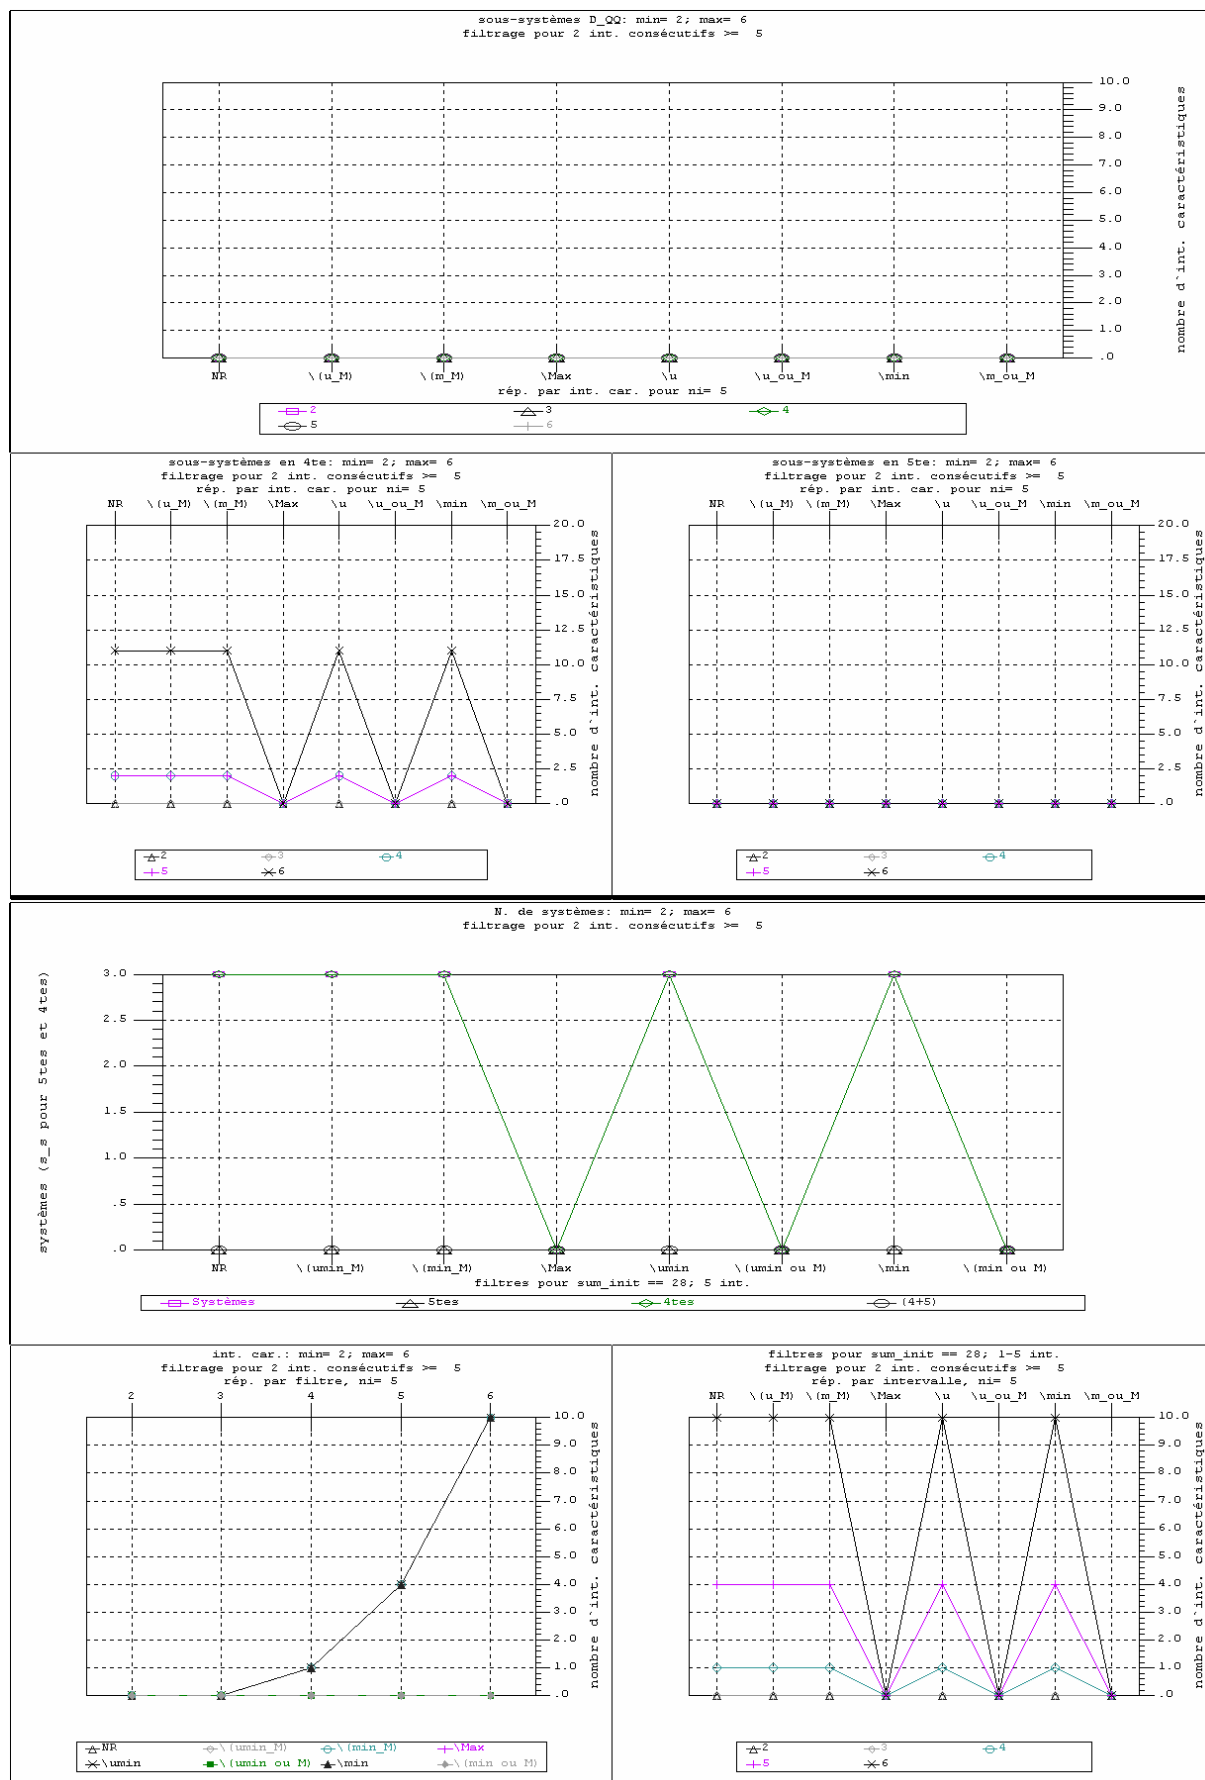 sous-systèmes D_QQ: min= 2; max= 6
filtrage pour 2 int. consécutifs >= 5
10.0
9.0
8.0
7.0
6.0
5.0
4.0
3.0
2.0
1.0
.0
nombre d`int. caractéristiques
NR \(u_M) \(m_M) \Max \u \u_ou_M \min \m_ou_M
rép. par int. car. pour ni= 5
2 3 4
5 6
sous-systèmes en 4te: min= 2; max= 6
filtrage pour 2 int. consécutifs >= 5
rép. par int. car. pour ni= 5
NR \(u_M) \(m_M) \Max \u \u_ou_M \min \m_ou_M
20.0
17.5
15.0
12.5
10.0
7.5
5.0
2.5
.0
nombre d`int. caractéristiques
2 3 4
5 6
sous-systèmes en 5te: min= 2; max= 6
filtrage pour 2 int. consécutifs >= 5
rép. par int. car. pour ni= 5
NR \(u_M) \(m_M) \Max \u \u_ou_M \min \m_ou_M
20.0
17.5
15.0
12.5
10.0
7.5
5.0
2.5
.0
nombre d`int. caractéristiques
2 3 4
5 6
N. de systèmes: min= 2; max= 6
filtrage pour 2 int. consécutifs >= 5
systèmes (s_s pour 5tes et 4tes)
3.0
2.5
2.0
1.5
1.0
.5
.0
NR \(umin_M) \(min_M) \Max \umin \(umin ou M) \min \(min ou M)
filtres pour sum_init == 28; 5 int.
Systèmes 5tes 4tes (4+5)
int. car.: min= 2; max= 6
filtrage pour 2 int. consécutifs >= 5
rép. par filtre, ni= 5
2 3 4 5 6
10.0
9.0
8.0
7.0
6.0
5.0
4.0
3.0
2.0
1.0
.0
nombre d`int. caractéristiques
NR \(umin_M) \(min_M) \Max
\umin \(umin ou M) \min \(min ou M)
filtres pour sum_init == 28; 1-5 int.
filtrage pour 2 int. consécutifs >= 5
rép. par intervalle, ni= 5
NR \(u_M) \(m_M) \Max \u \u_ou_M \min \m_ou_M
10.0
9.0
8.0
7.0
6.0
5.0
4.0
3.0
2.0
1.0
.0
nombre d`int. caractéristiques
2 3 4
5 6